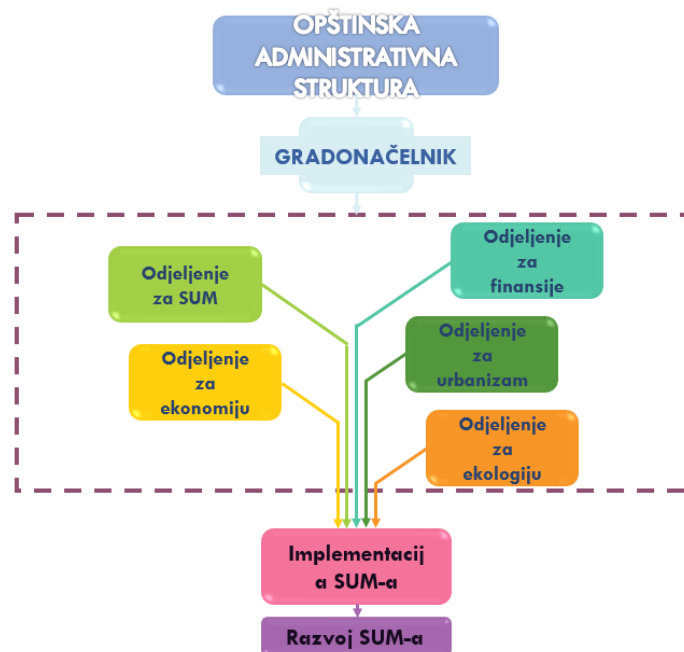 OPŠTINSKA
ADMINISTRATIVNA
STRUKTURA
GRADONAČELNIK
Odjeljenje
za SUM
Odjeljenje
za
finansije
Odjeljenje
za
ekonomiju
Odjeljenje
za
urbanizam
Odjeljenje
za
ekologiju
Implementacij
a SUM-a
Razvoj SUM-a